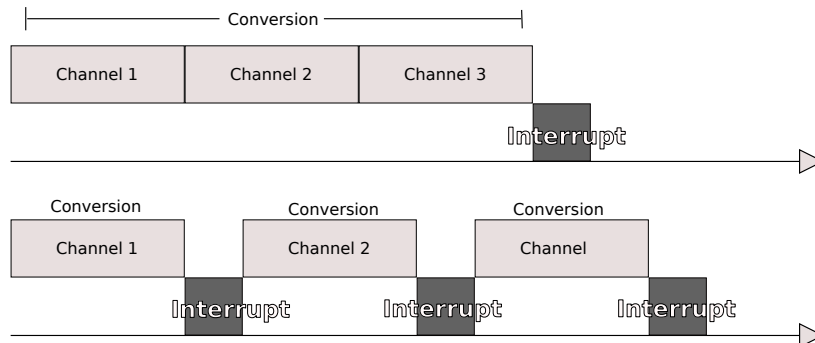 Conversion
Channel 1 Channel 2 Channel 3
Interrupt
Conversion Conversion Conversion
Channel 1 Channel 2 Channel
Interrupt Interrupt Interrupt